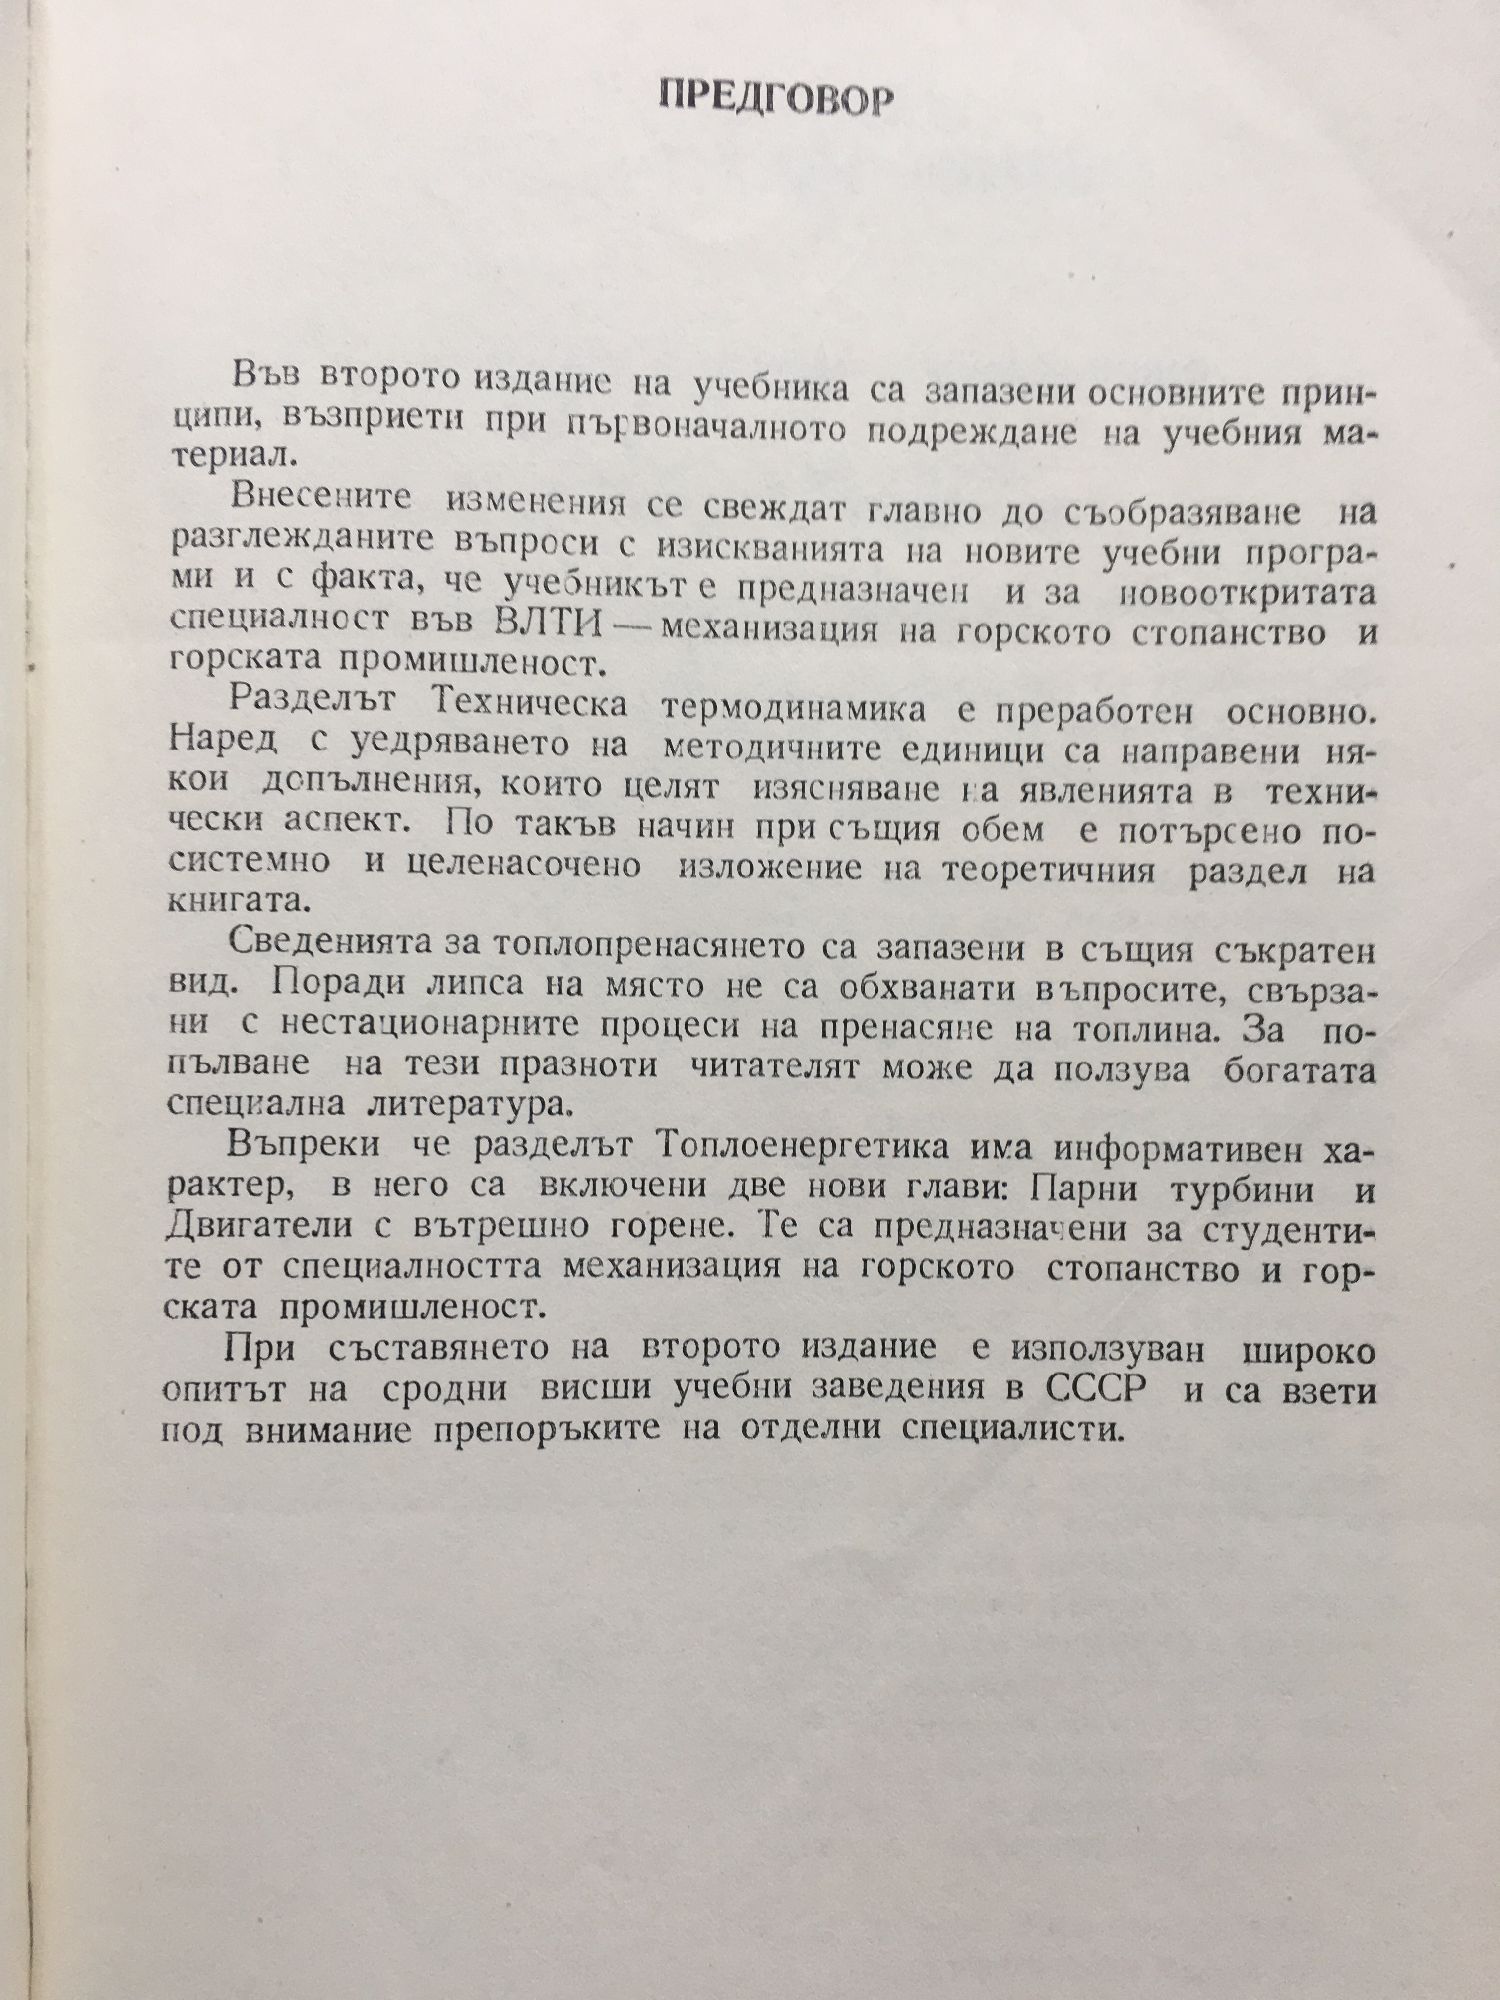 ПРЕДГОВОР
Във второто издание на учебника са запазени основните прин-
ципи, възприети при първоначалното подреждане на учебния ма-
териал.
Внесените изменения се свеждат главно до съобразяване на
разглежданите въпроси с изискванията на новите учебни програ-
ми и с факта, че учебникът е предназначен и за новооткритата
специалност във ВЛТИ — механизация на горското стопанство и
горската промишленост.
Разделът Техническа термодинамика е преработен основно.
Наред с уедряването на методичните единици са направени ня-
кои допълнения, които целят изясняване на явленията в техни-
чески аспект. По такъв начин при същия обем е потърсено по-
системно и целенасочено изложение на теоретичния раздел на
книгата.
Сведенията за топлопренасянето са запазени в същия съкратен
вид. Поради липса на място не са обхванати въпросите, свърза-
ни с нестационарните процеси на пренасяне на топлина. За по-
пълване на тези празноти читателят може да ползува богатата
специална литература.
Въпреки че разделът Топлоенергетика има информативен ха-
рактер, в него са включени две нови глави: Парни турбини и
Двигатели с вътрешно горене. Те са предназначени за студенти-
те от специалността механизация на горското стопанство и гор-
ската промишленост.
При съставянето на второто издание е използуван широко
опитът на сродни висши учебни заведения в СССР и са взети
под внимание препоръките на отделни специалисти.